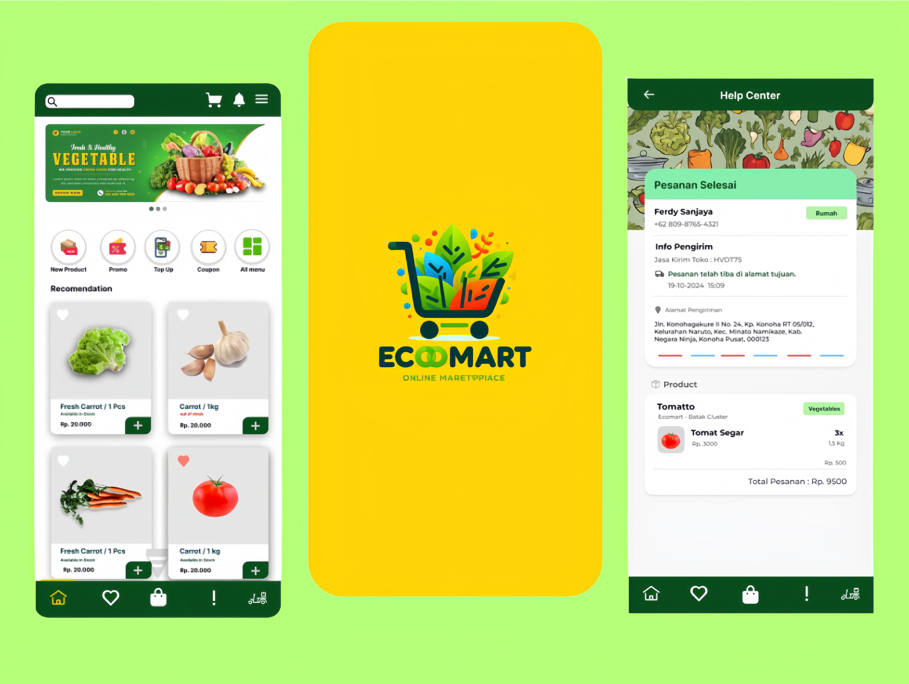 Fresh & Healthy
VEGETABLE
New Product
Promo
Top Up
Coupon
All menu
Recomendation
Fresh Carrot / 1 Pcs
Available in Stock
Rp. 20.000
Carrot / 1kg
out of stock
Rp. 20.000
Fresh Carrot / 1 Pcs
Available in Stock
Rp. 20.000
Carrot / 1 kg
Available in Stock
Rp. 20.000
ECOOMART
ONLINE MARETPPIACE
Help Center
Pesanan Selesai
Ferdy Sanjaya
Rumah
+62 809-8765-4321
Info Pengirim
Jasa Kirim Toko : HVDT75
Pesanan telah tiba di alamat tujuan.
19-10-2024 15:09
Alamat Pengiriman
Jln. Konohagakure II No. 24, Kp. Konoha RT 05/012,
Kelurahan Naruto, Kec. Minato Namikaze, Kab.
Negara Ninja, Konoha Pusat, 000123
Product
Tomatto
Vegetables
Ecomart - Batak Cluster
Tomat Segar
3x
Rp. 3000
1,5 Kg
Rp. 500
Total Pesanan : Rp. 9500